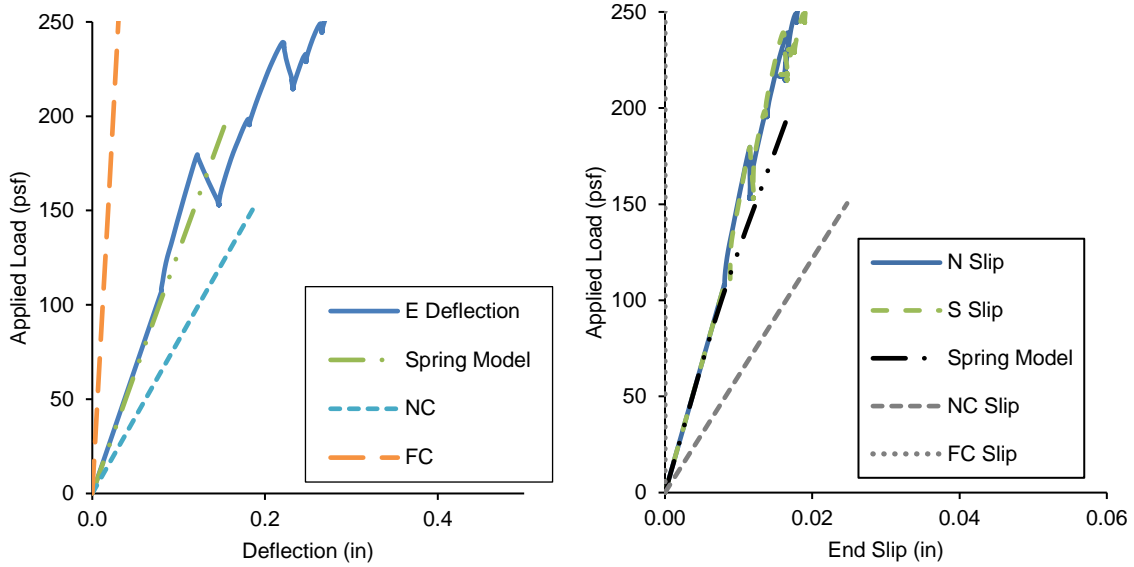 250
200
150
100
50
0
Applied Load (psf)
0.0
0.2
0.4
Deflection (in)
E Deflection
Spring Model
NC
FC
250
200
150
100
50
0
Applied Load (psf)
0.00
0.02
0.04
0.06
End Slip (in)
N Slip
S Slip
Spring Model
NC Slip
FC Slip